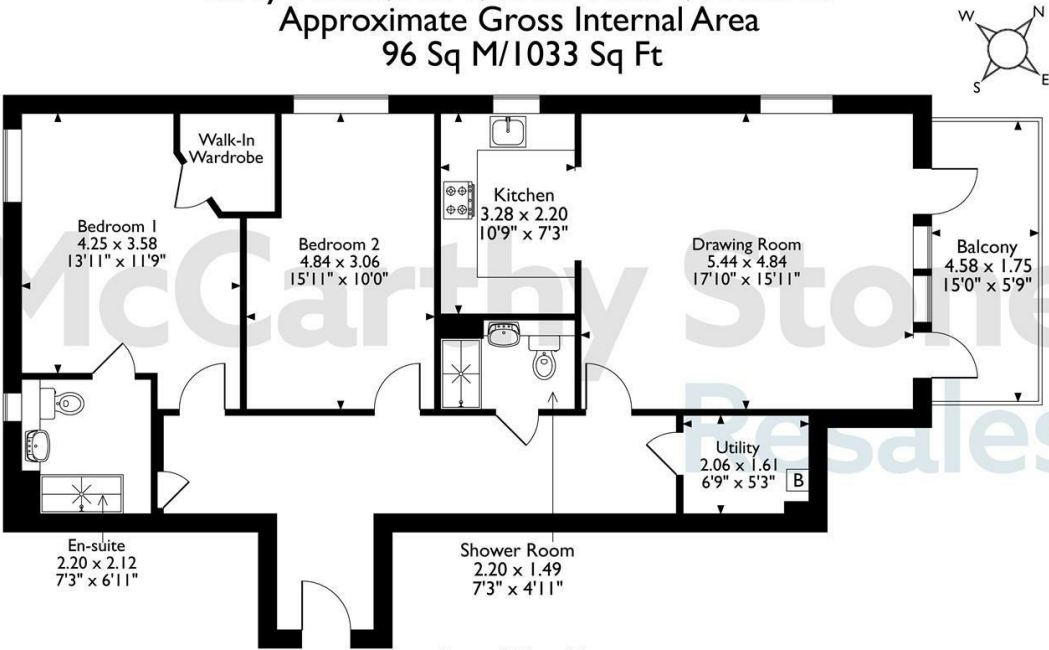 Approximate Gross Internal Area
96 Sq M/1033 Sq Ft
W
N
S
E
Walk-In
Wardrobe
Bedroom 1
4.25 x 3.58
13'11" x 11'9"
Bedroom 2
4.84 x 3.06
15'11" x 10'0"
Kitchen
3.28 x 2.20
10'9" x 7'3"
Drawing Room
5.44 x 4.84
17'10" x 15'11"
Balcony
4.58 x 1.75
15'0" x 5'9"
McCarthy Stone
Resales
Utility
2.06 x 1.61
6'9" x 5'3"
B
En-suite
2.20 x 2.12
7'3" x 6'11"
Shower Room
2.20 x 1.49
7'3" x 4'11"